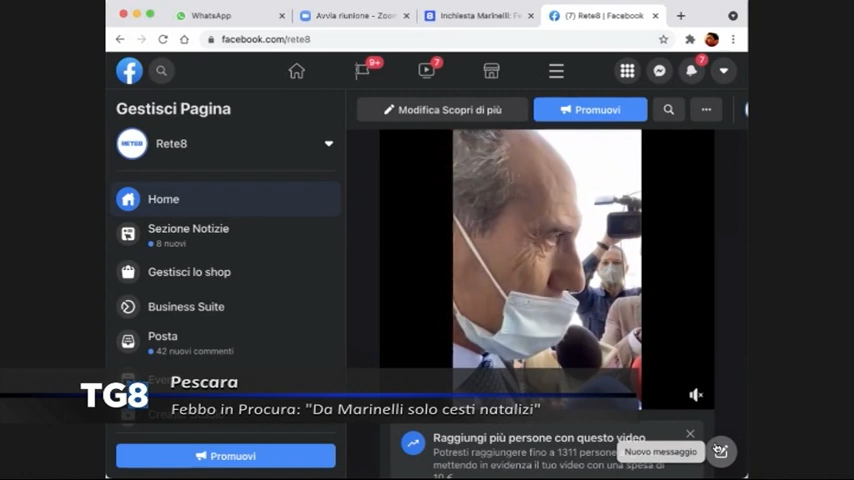 WhatsApp
Avvia riunione - Zoom
Inchiesta Marinelli: Fe
(7) Rete8 | Facebook
facebook.com/rete8
9+
7
7
Gestisci Pagina
Modifica Scopri di più
Promuovi
RETE8
Rete8
Home
Sezione Notizie
8 nuovi
Gestisci lo shop
Business Suite
Posta
42 nuovi commenti
TG8
Pescara
Febbo in Procura: "Da Marinelli solo cesti natalizi"
Promuovi
Raggiungi più persone con questo video
Potresti raggiungere fino a 1311 persone
mettendo in evidenza il tuo video con una spesa di
10 €
Nuovo messaggio